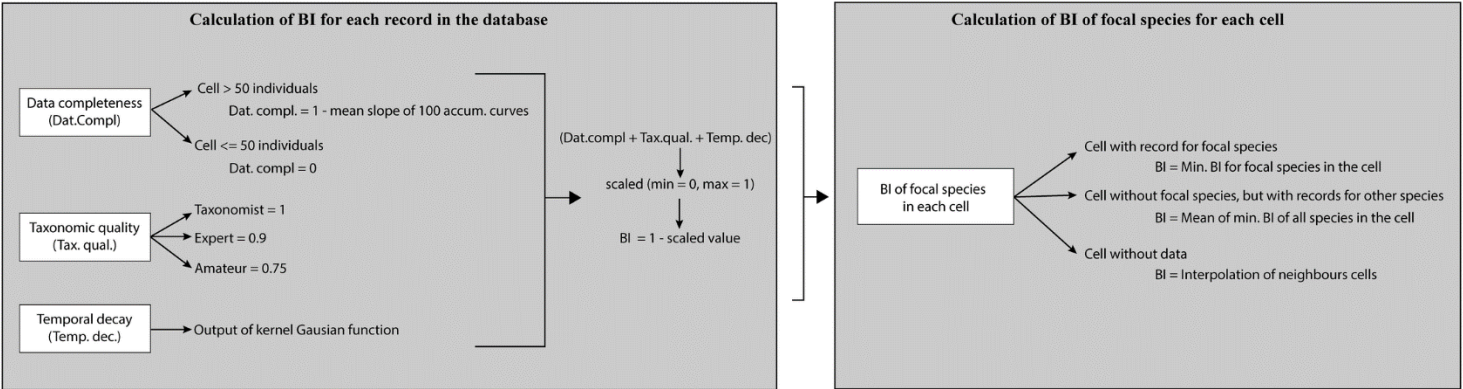 Calculation of BI for each record in the database
Data completeness
(Dat.Compl)
Cell > 50 individuals
Dat. compl. = 1 - mean slope of 100 accum. curves
Cell <= 50 individuals
Dat. compl = 0
Taxonomic quality
(Tax. qual.)
Taxonomist = 1
Expert = 0.9
Amateur = 0.75
Temporal decay
(Temp. dec.)
Output of kernel Gausian function
(Dat.compl + Tax.qual. + Temp. dec)
scaled (min = 0, max = 1)
BI = 1 - scaled value
Calculation of BI of focal species for each cell
BI of focal species
in each cell
Cell with record for focal species
BI = Min. BI for focal species in the cell
Cell without focal species, but with records for other species
BI = Mean of min. BI of all species in the cell
Cell without data
BI = Interpolation of neighbours cells